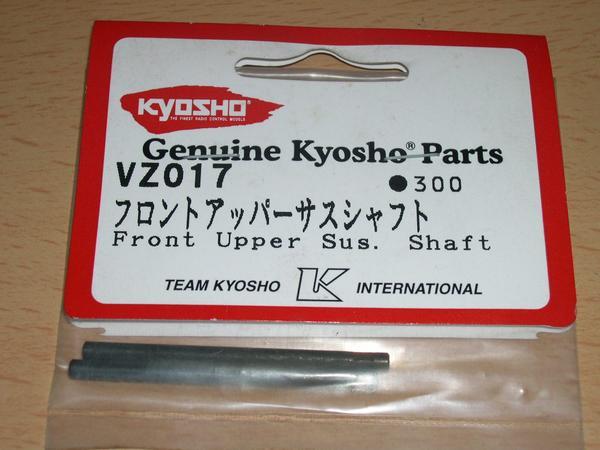 KYOSHO
THE FINEST RADIO CONTROL MODELS
Genuine Kyosho® Parts
VZ017
●300
フロントアッパーサスシャフト
Front Upper Sus. Shaft
TEAM KYOSHO K INTERNATIONAL